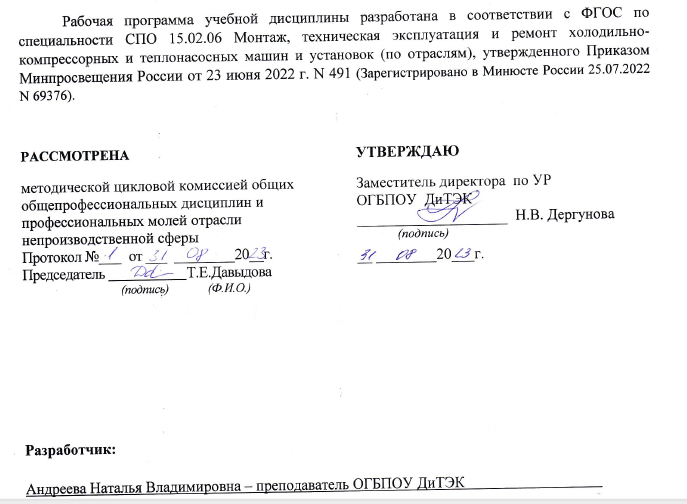 Рабочая программа учебной дисциплины разработана в соответствии с ФГОС по
специальности СПО 15.02.06 Монтаж, техническая эксплуатация и ремонт холодильно-
компрессорных и теплонасосных машин и установок (по отраслям), утвержденного Приказом
Минпросвещения России от 23 июня 2022 г. N 491 (Зарегистрировано в Минюсте России 25.07.2022
N 69376).
РАССМОТРЕНА
методической цикловой комиссией общих
общепрофессиональных дисциплин и
профессиональных молей отрасли
непроизводственной сферы
Протокол № 1 от 31 08 2023г.
Председатель Т.Е.Давыдова
(подпись) (Ф.И.О.)
УТВЕРЖДАЮ
Заместитель директора по УР
ОГБПОУ ДиТЭК
Н.В. Дергунова
(подпись)
31 08 2023г.
Разработчик:
Андреева Наталья Владимировна – преподаватель ОГБПОУ ДиТЭК